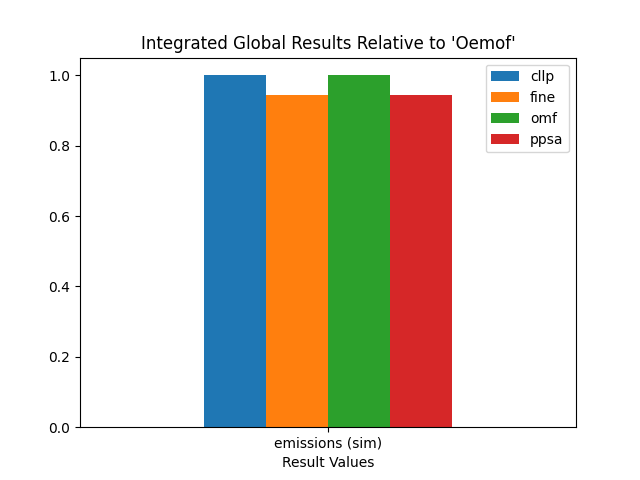 Integrated Global Results Relative to 'Oemof'
cllp
fine
omf
ppsa
1.0
0.8
0.6
0.4
0.2
0.0
emissions (sim)
Result Values